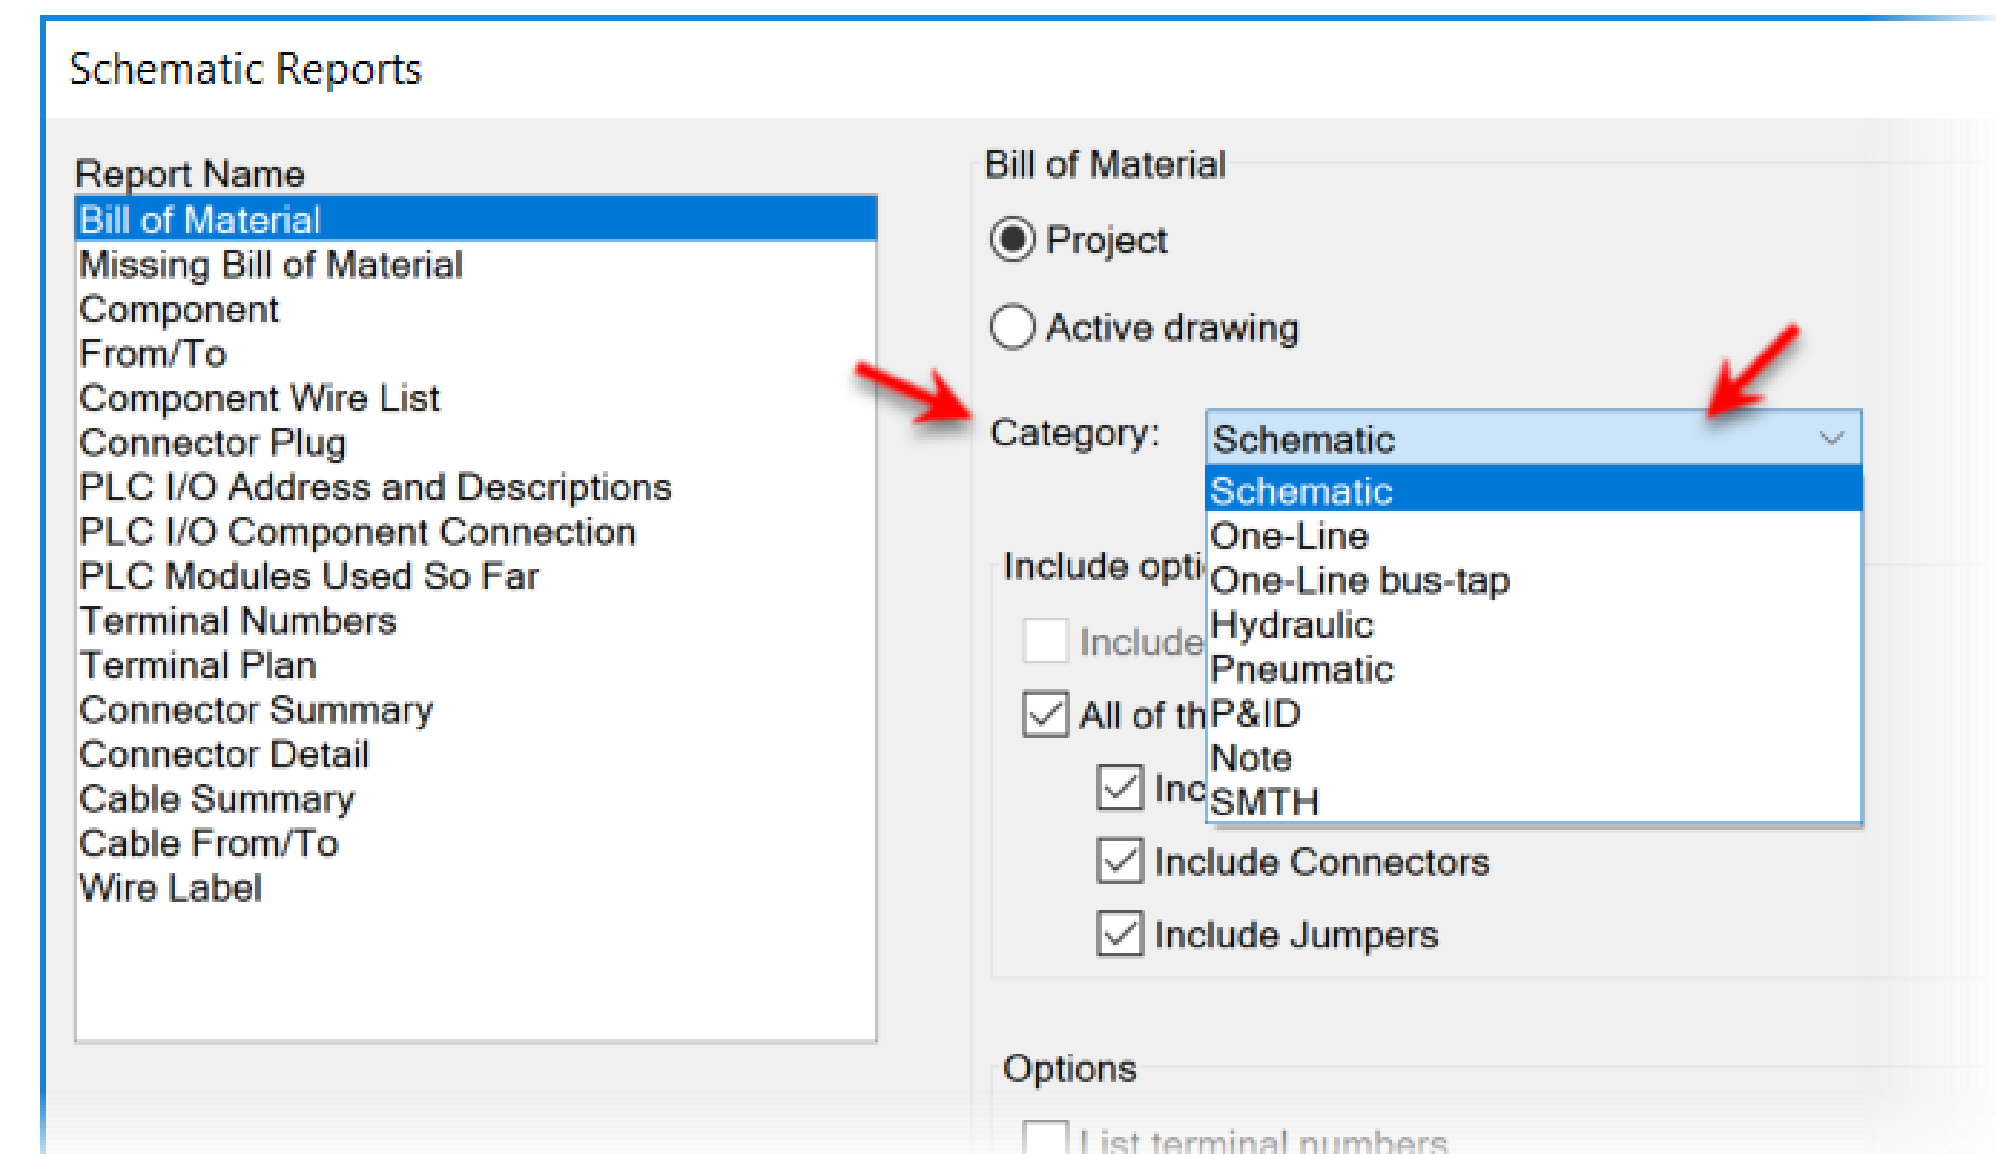 Schematic Reports
Report Name
Bill of Material
Missing Bill of Material
Component
From/To
Component Wire List
Connector Plug
PLC I/O Address and Descriptions
PLC I/O Component Connection
PLC Modules Used So Far
Terminal Numbers
Terminal Plan
Connector Summary
Connector Detail
Cable Summary
Cable From/To
Wire Label
Bill of Material
Project
Active drawing
Category:
Schematic
Schematic
One-Line
One-Line bus-tap
Hydraulic
Pneumatic
P&ID
Note
SMTH
Include opti
Include
All of th
Inc
Include Connectors
Include Jumpers
Options
List terminal numbers